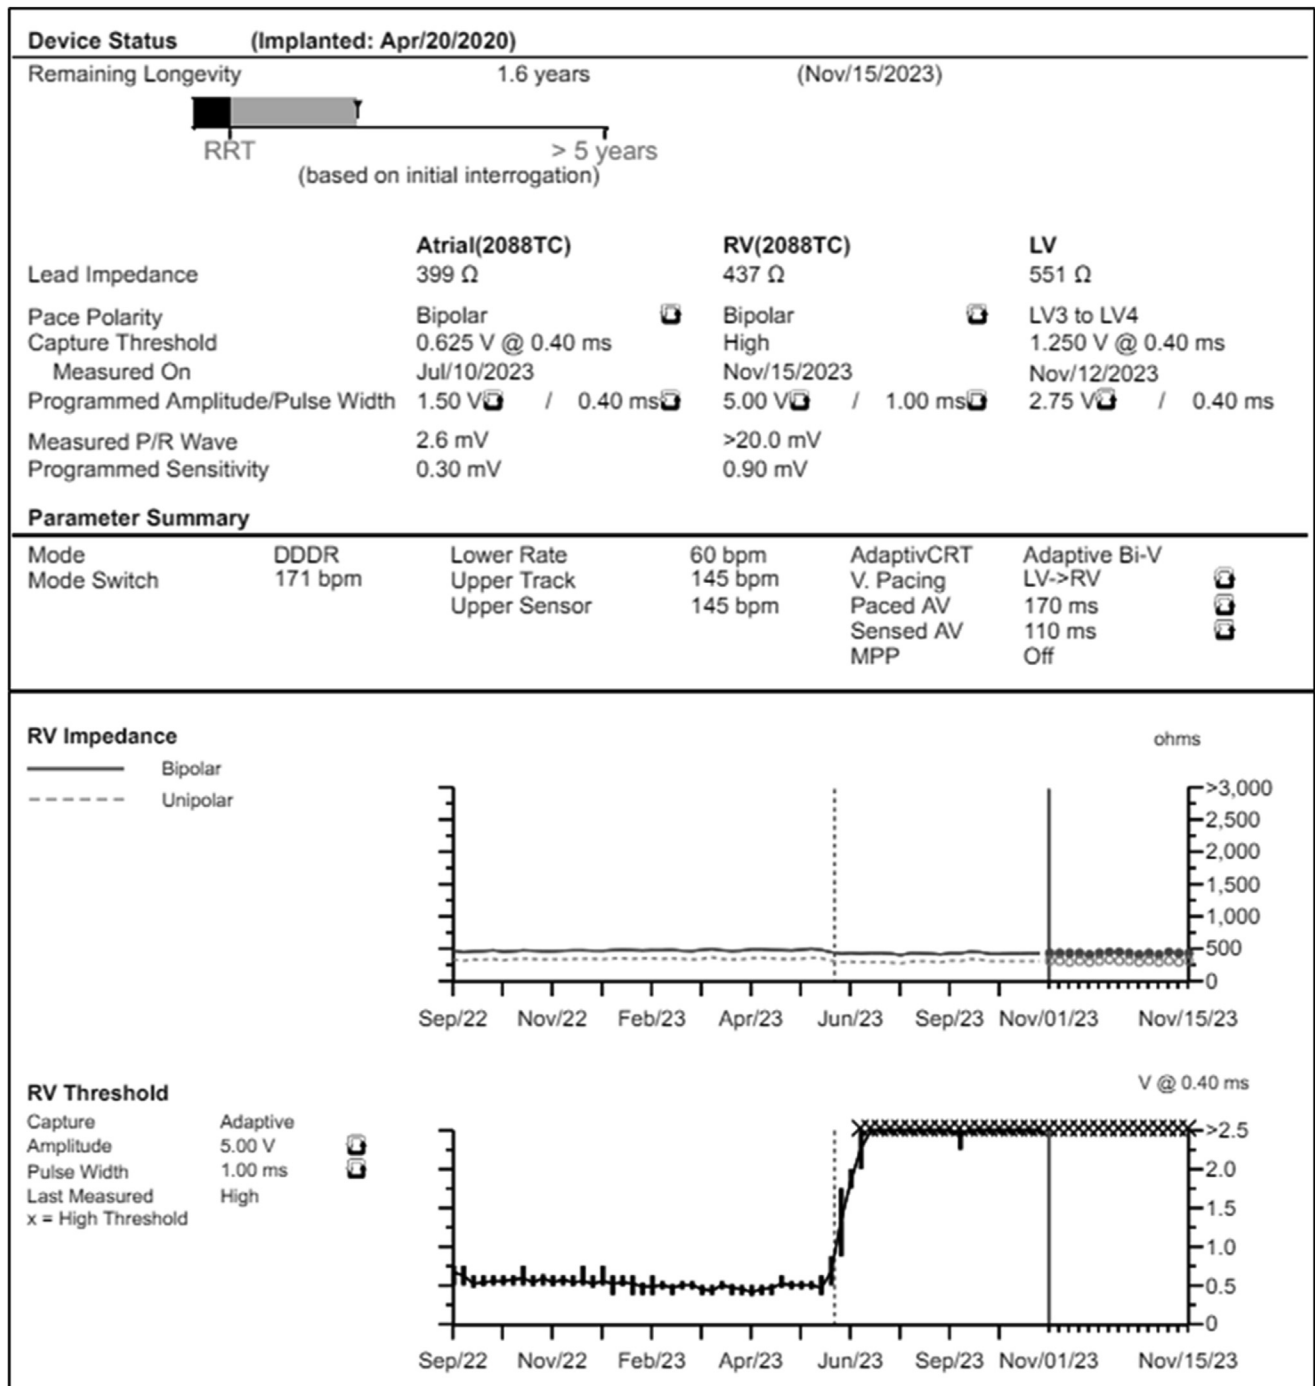 Device Status (Implanted: Apr/20/2020)
Remaining Longevity 1.6 years (Nov/15/2023)
RRT > 5 years
(based on initial interrogation)
Atrial(2088TC) RV(2088TC) LV
Lead Impedance 399 Ω 437 Ω 551 Ω
Pace Polarity Bipolar Bipolar LV3 to LV4
Capture Threshold 0.625 V @ 0.40 ms High 1.250 V @ 0.40 ms
Measured On Jul/10/2023 Nov/15/2023 Nov/12/2023
Programmed Amplitude/Pulse Width 1.50 V / 0.40 ms 5.00 V / 1.00 ms 2.75 V / 0.40 ms
Measured P/R Wave 2.6 mV >20.0 mV
Programmed Sensitivity 0.30 mV 0.90 mV
Parameter Summary
Mode DDDR Lower Rate 60 bpm AdaptivCRT Adaptive Bi-V
Mode Switch 171 bpm Upper Track 145 bpm V. Pacing LV->RV
Upper Sensor 145 bpm Paced AV 170 ms
Sensed AV 110 ms
MPP Off
RV Impedance
ohms
Bipolar
Unipolar
>3,000
2,500
2,000
1,500
1,000
500
0
Sep/22 Nov/22 Feb/23 Apr/23 Jun/23 Sep/23 Nov/01/23 Nov/15/23
RV Threshold
V @ 0.40 ms
Capture Adaptive
Amplitude 5.00 V
Pulse Width 1.00 ms
Last Measured High
x = High Threshold
>2.5
2.0
1.5
1.0
0.5
0
Sep/22 Nov/22 Feb/23 Apr/23 Jun/23 Sep/23 Nov/01/23 Nov/15/23